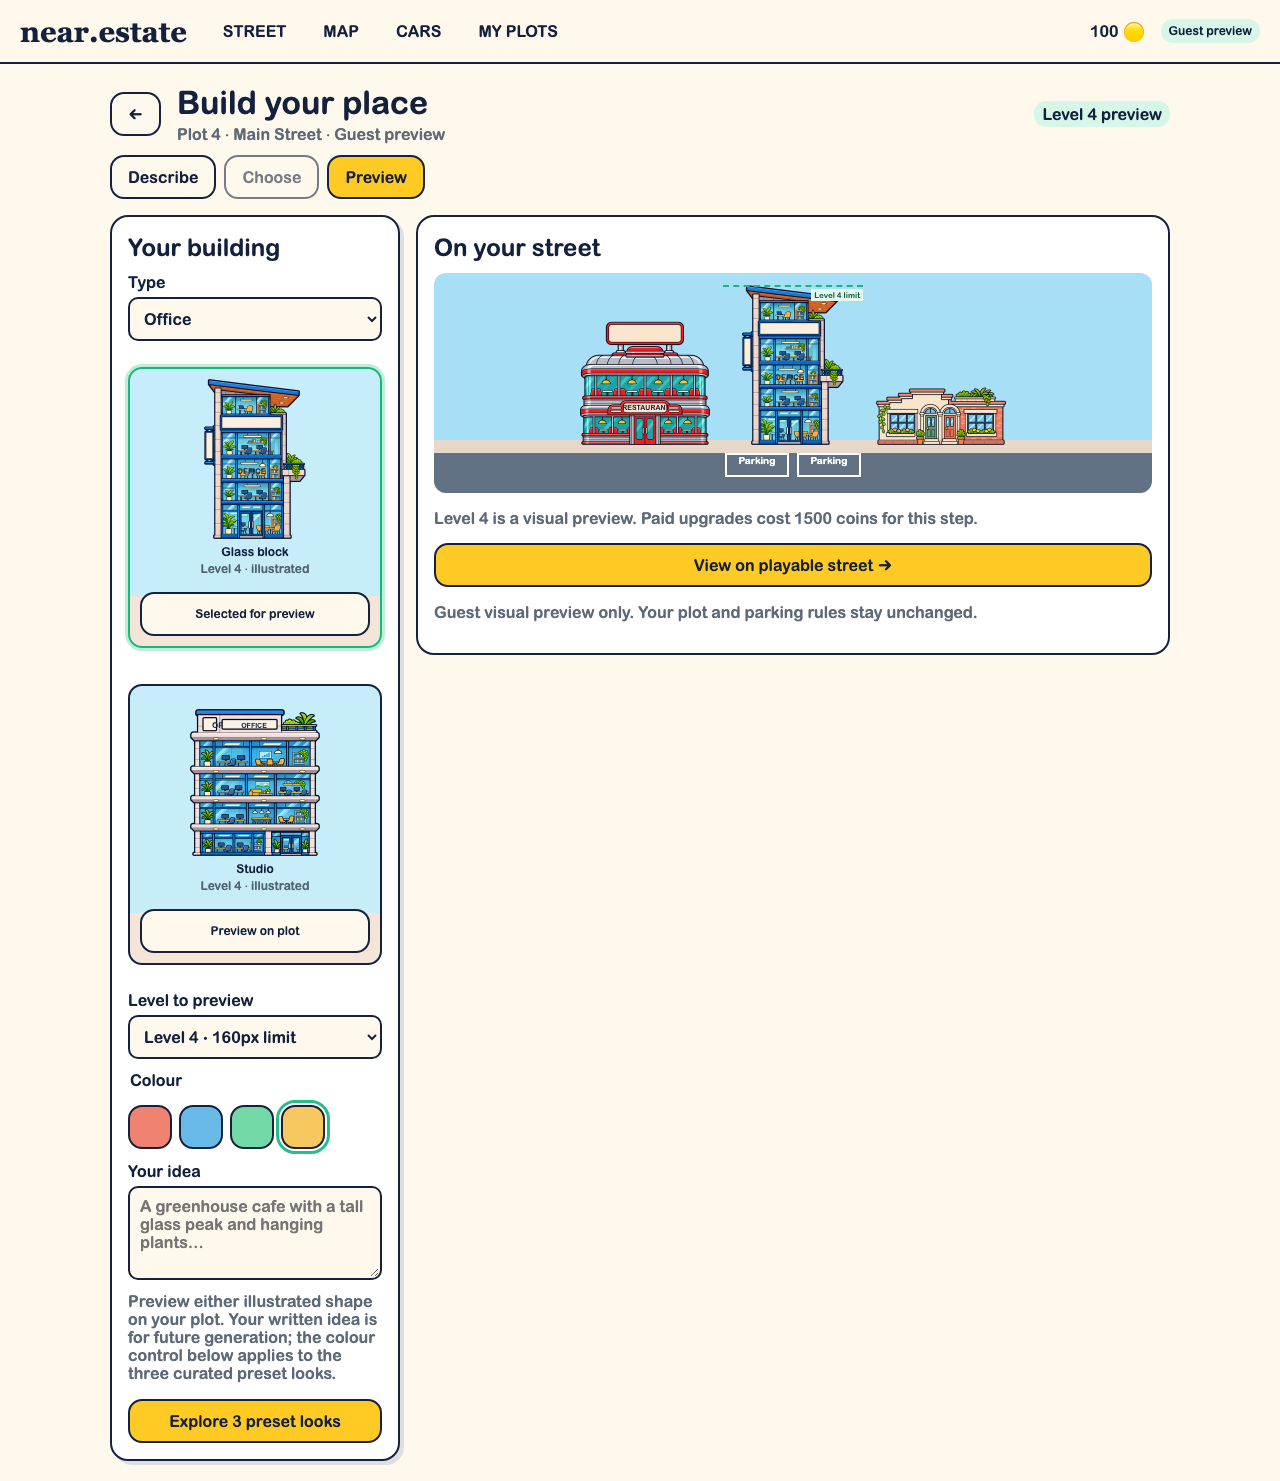 near.estate STREET MAP CARS MY PLOTS 100 Guest preview
← Build your place
Plot 4 · Main Street · Guest preview
Level 4 preview
Describe Choose Preview
Your building
Type
Office
OFFICE
Glass block
Level 4 · illustrated
Selected for preview
OFFICE
Studio
Level 4 · illustrated
Preview on plot
Level to preview
Level 4 · 160px limit
Colour
Your idea
A greenhouse cafe with a tall
glass peak and hanging
plants...
Preview either illustrated shape
on your plot. Your written idea is
for future generation; the colour
control below applies to the
three curated preset looks.
Explore 3 preset looks
On your street
Level 4 limit
RESTAURAN
OFFICE
Parking Parking
Level 4 is a visual preview. Paid upgrades cost 1500 coins for this step.
View on playable street →
Guest visual preview only. Your plot and parking rules stay unchanged.